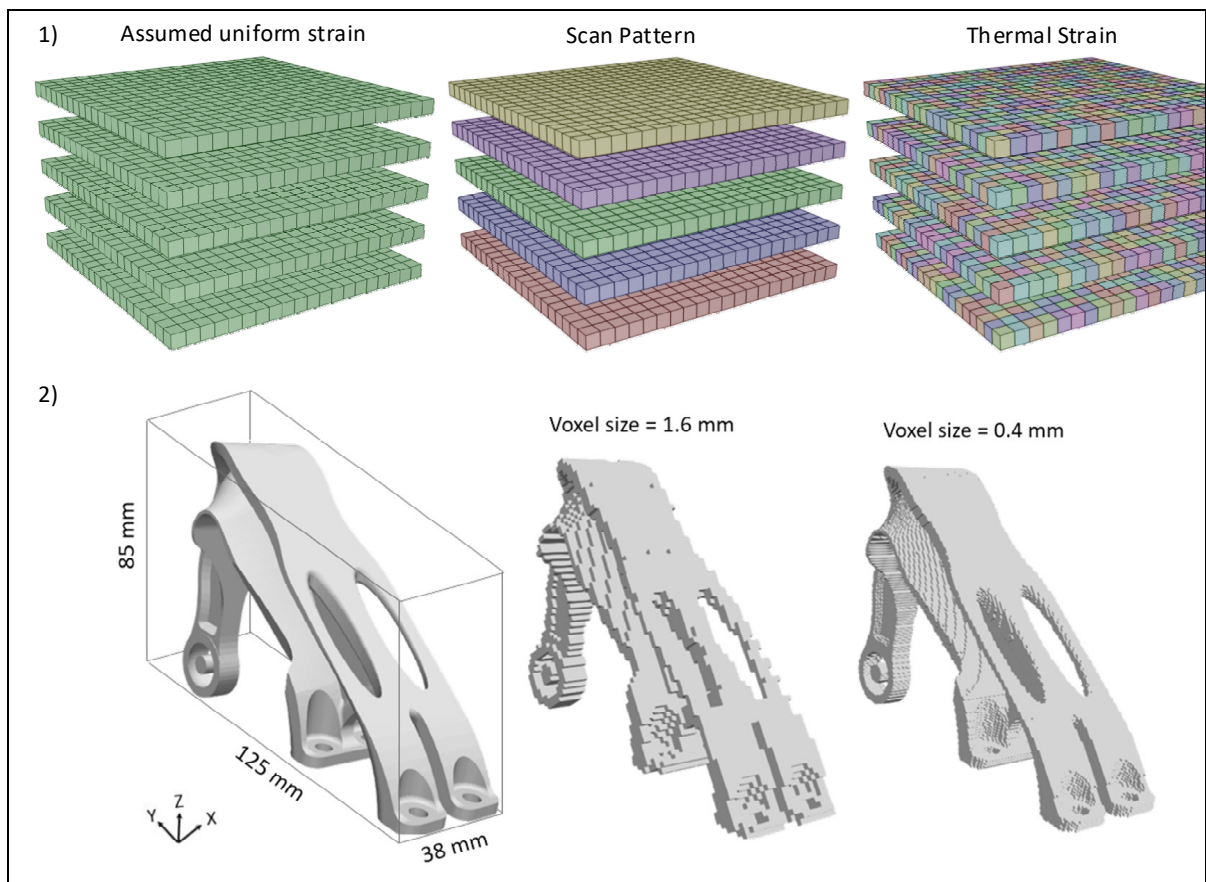 1)
Assumed uniform strain
Scan Pattern
Thermal Strain
2)
Voxel size = 1.6 mm
Voxel size = 0.4 mm
85 mm
125 mm
38 mm
Z
Y
X